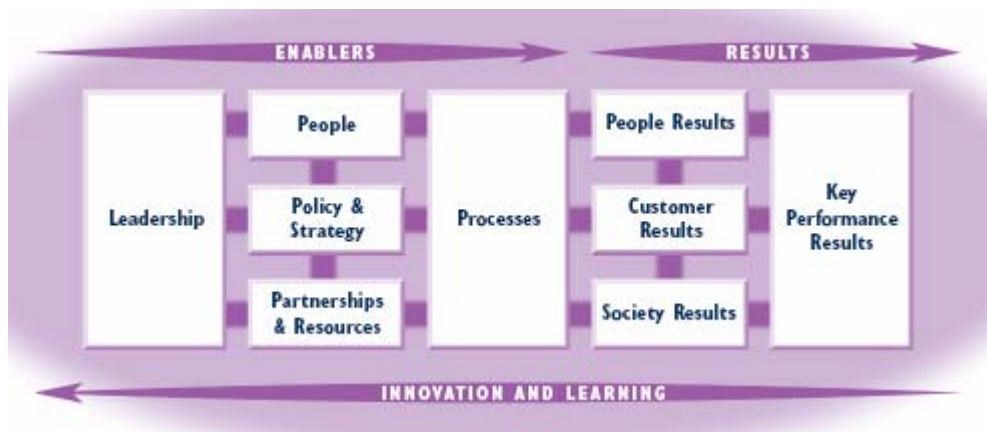 ENABLERS
RESULTS
Leadership
People
Policy &
Strategy
Partnerships
& Resources
Processes
People Results
Customer
Results
Society Results
Key
Performance
Results
INNOVATION AND LEARNING